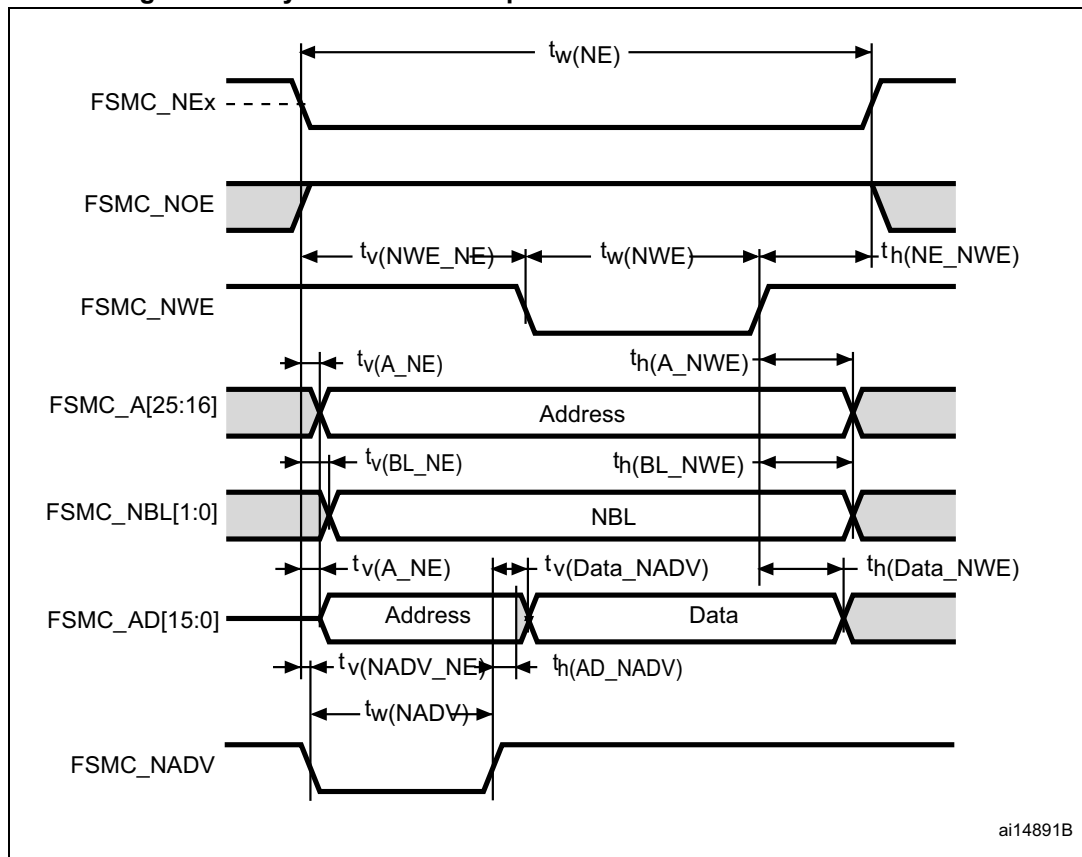 tw(NE)
FSMC_NEx
FSMC_NOE
tv(NWE_NE) tw(NWE) th(NE_NWE)
FSMC_NWE
tv(A_NE) th(A_NWE)
FSMC_A[25:16] Address
tv(BL_NE) th(BL_NWE)
FSMC_NBL[1:0] NBL
tv(A_NE) tv(Data_NADV) th(Data_NWE)
FSMC_AD[15:0] Address Data
tv(NADV_NE) th(AD_NADV)
tw(NADV)
FSMC_NADV
ai14891B